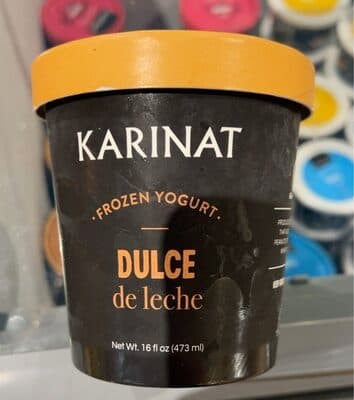 KARINAT
·FROZEN YOGURT·
DULCE
de leche
Net Wt. 16 fl oz (473 ml)